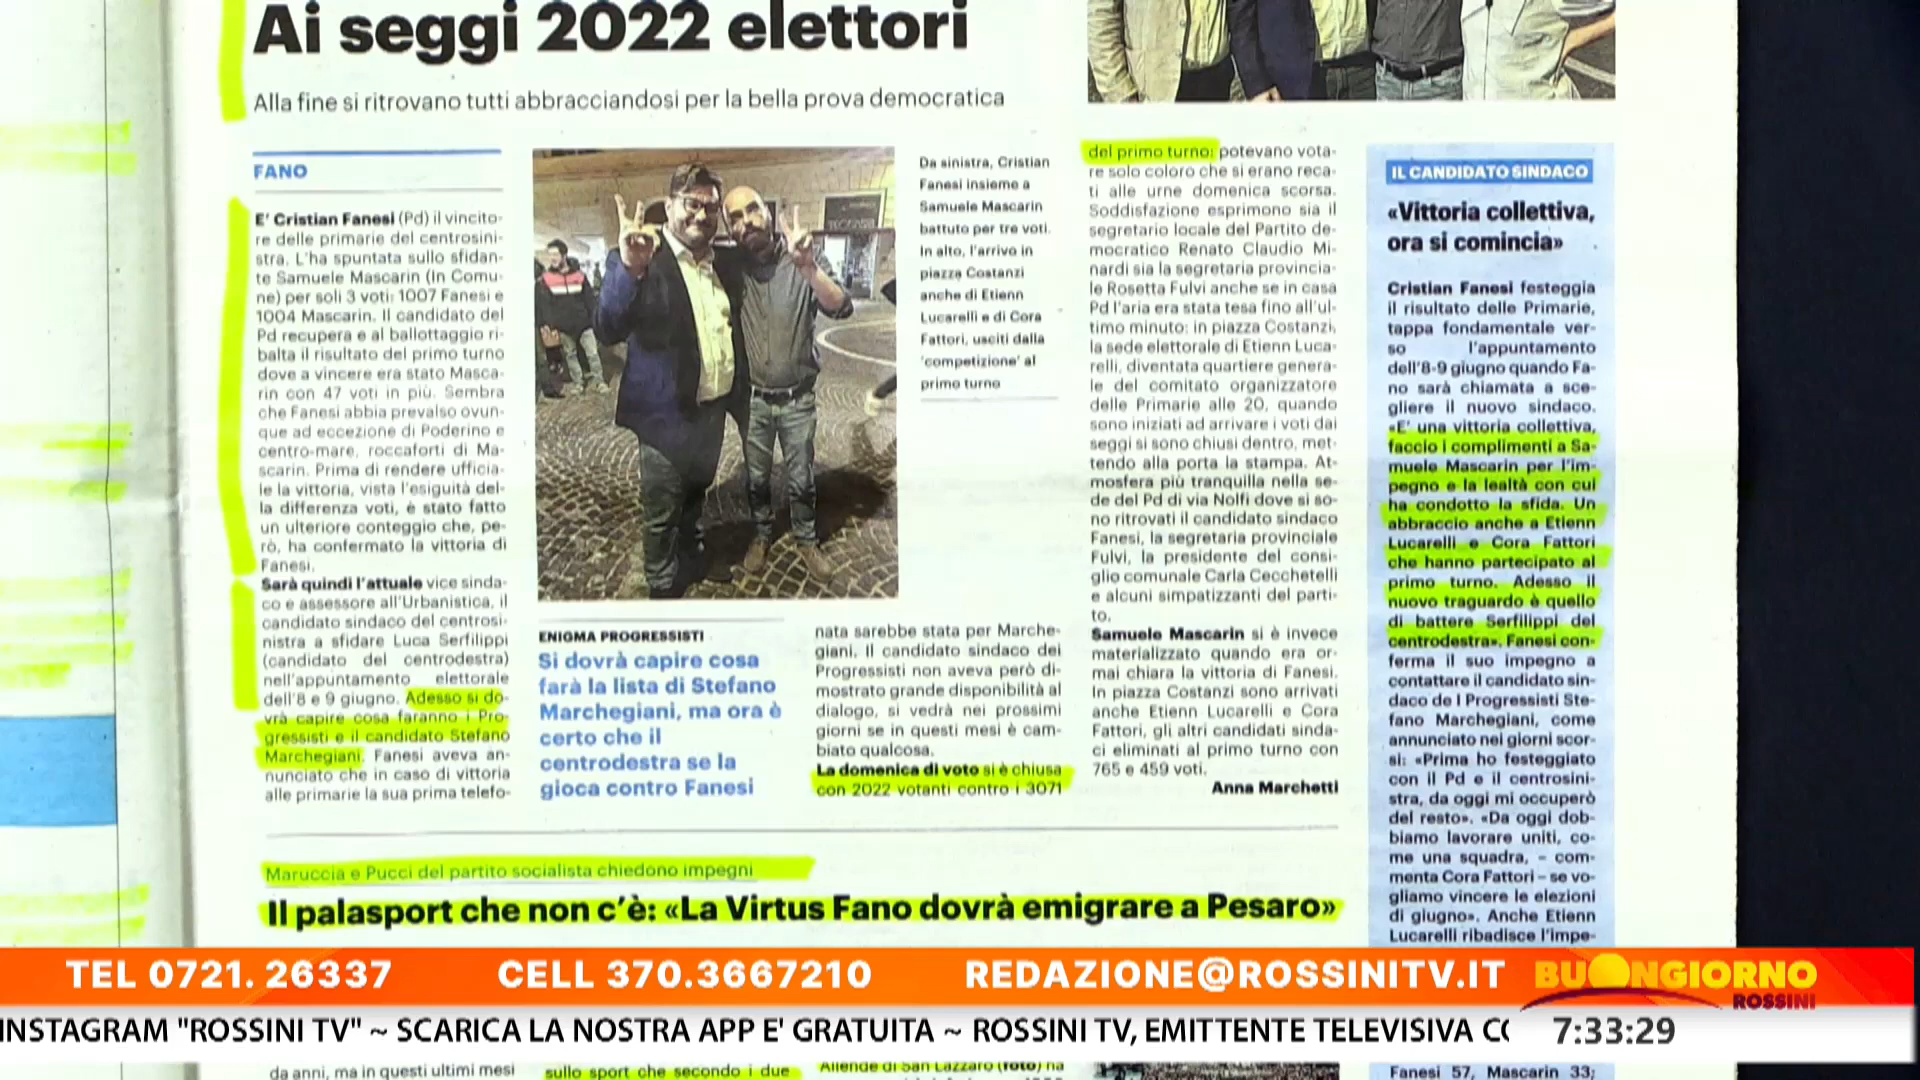 Ai seggi 2022 elettori
Alla fine si ritrovano tutti abbracciandosi per la bella prova democratica
FANO
E' Cristian Fanesi (Pd) il vincito-
re delle primarie del centrosini-
stra. L'ha spuntata sullo sfidan-
te Samuele Mascarin (In Comu-
ne) per soli 3 voti: 1007 Fanesi e
1004 Mascarin. Il candidato del
Pd recupera e al ballottaggio ri-
balta il risultato del primo turno
dove a vincere era stato Masca-
rin con 47 voti in più. Sembra
che Fanesi abbia prevalso ovun-
que ad eccezione di Poderino e
centro-mare, roccaforti di Ma-
scarin. Prima di rendere ufficia-
le la vittoria, vista l'esiguità del-
la differenza voti, è stato fatto
un ulteriore conteggio che, pe-
rò, ha confermato la vittoria di
Fanesi.
Sarà quindi l'attuale vice sinda-
co e assessore all'Urbanistica, il
candidato sindaco del centrosi-
nistra a sfidare Luca Serfilippi
(candidato del centrodestra)
nell'appuntamento elettorale
dell'8 e 9 giugno. Adesso si do-
vrà capire cosa faranno i Pro-
gressisti e il candidato Stefano
Marchegiani. Fanesi aveva an-
nunciato che in caso di vittoria
alle primarie la sua prima telefo-
Da sinistra, Cristian
Fanesi insieme a
Samuele Mascarin
battuto per tre voti.
In alto, l'arrivo in
piazza Costanzi
anche di Etienn
Lucarelli e di Cora
Fattori, usciti dalla
'competizione' al
primo turno
ENIGMA PROGRESSISTI
Si dovrà capire cosa
farà la lista di Stefano
Marchegiani, ma ora è
certo che il
centrodestra se la
gioca contro Fanesi
nata sarebbe stata per Marche-
giani. Il candidato sindaco dei
Progressisti non aveva però di-
mostrato grande disponibilità al
dialogo, si vedrà nei prossimi
giorni se in questi mesi è cam-
biato qualcosa.
La domenica di voto si è chiusa
con 2022 votanti contro i 3071
del primo turno: potevano vota-
re solo coloro che si erano reca-
ti alle urne domenica scorsa.
Soddisfazione esprimono sia il
segretario locale del Partito de-
mocratico Renato Claudio Mi-
nardi sia la segretaria provincia-
le Rosetta Fulvi anche se in casa
Pd l'aria era stata tesa fino all'ul-
timo minuto: in piazza Costanzi,
la sede elettorale di Etienn Luca-
relli, diventata quartiere genera-
le del comitato organizzatore
delle Primarie alle 20, quando
sono iniziati ad arrivare i voti dai
seggi si sono chiusi dentro, met-
tendo alla porta la stampa. At-
mosfera più tranquilla nella se-
de del Pd di via Nolfi dove si so-
no ritrovati il candidato sindaco
Fanesi, la segretaria provinciale
Fulvi, la presidente del consi-
glio comunale Carla Cecchetelli
e alcuni simpatizzanti del parti-
to.
Samuele Mascarin si è invece
materializzato quando era or-
mai chiara la vittoria di Fanesi.
In piazza Costanzi sono arrivati
anche Etienn Lucarelli e Cora
Fattori, gli altri candidati sinda-
ci eliminati al primo turno con
765 e 459 voti.
Anna Marchetti
IL CANDIDATO SINDACO
«Vittoria collettiva,
ora si comincia»
Cristian Fanesi festeggia
il risultato delle Primarie,
tappa fondamentale ver-
so l'appuntamento
dell'8-9 giugno quando Fa-
no sarà chiamata a sce-
gliere il nuovo sindaco.
«E' una vittoria collettiva,
faccio i complimenti a Sa-
muele Mascarin per l'im-
pegno e la lealtà con cui
ha condotto la sfida. Un
abbraccio anche a Etienn
Lucarelli e Cora Fattori
che hanno partecipato al
primo turno. Adesso il
nuovo traguardo è quello
di battere Serfilippi del
centrodestra». Fanesi con-
ferma il suo impegno a
contattare il candidato sin-
daco de I Progressisti Ste-
fano Marchegiani, come
annunciato nei giorni scor-
si: «Prima ho festeggiato
con il Pd e il centrosini-
stra, da oggi mi occuperò
del resto». «Da oggi dob-
biamo lavorare uniti, co-
me una squadra, - com-
menta Cora Fattori - se vo-
gliamo vincere le elezioni
di giugno». Anche Etienn
Lucarelli ribadisce l'impe-
Maruccia e Pucci del partito socialista chiedono impegni
Il palasport che non c'è: «La Virtus Fano dovrà emigrare a Pesaro»
TEL 0721. 26337 CELL 370.3667210 REDAZIONE@ROSSINITV.IT BUONGIORNO
ROSSINI
INSTAGRAM "ROSSINI TV" ~ SCARICA LA NOSTRA APP E' GRATUITA ~ ROSSINI TV, EMITTENTE TELEVISIVA CO 7:33:29
da anni, ma in questi ultimi mesi
sullo sport che secondo i due
Allende di San Lazzaro (foto) ha
Fanesi 57, Mascarin 33;